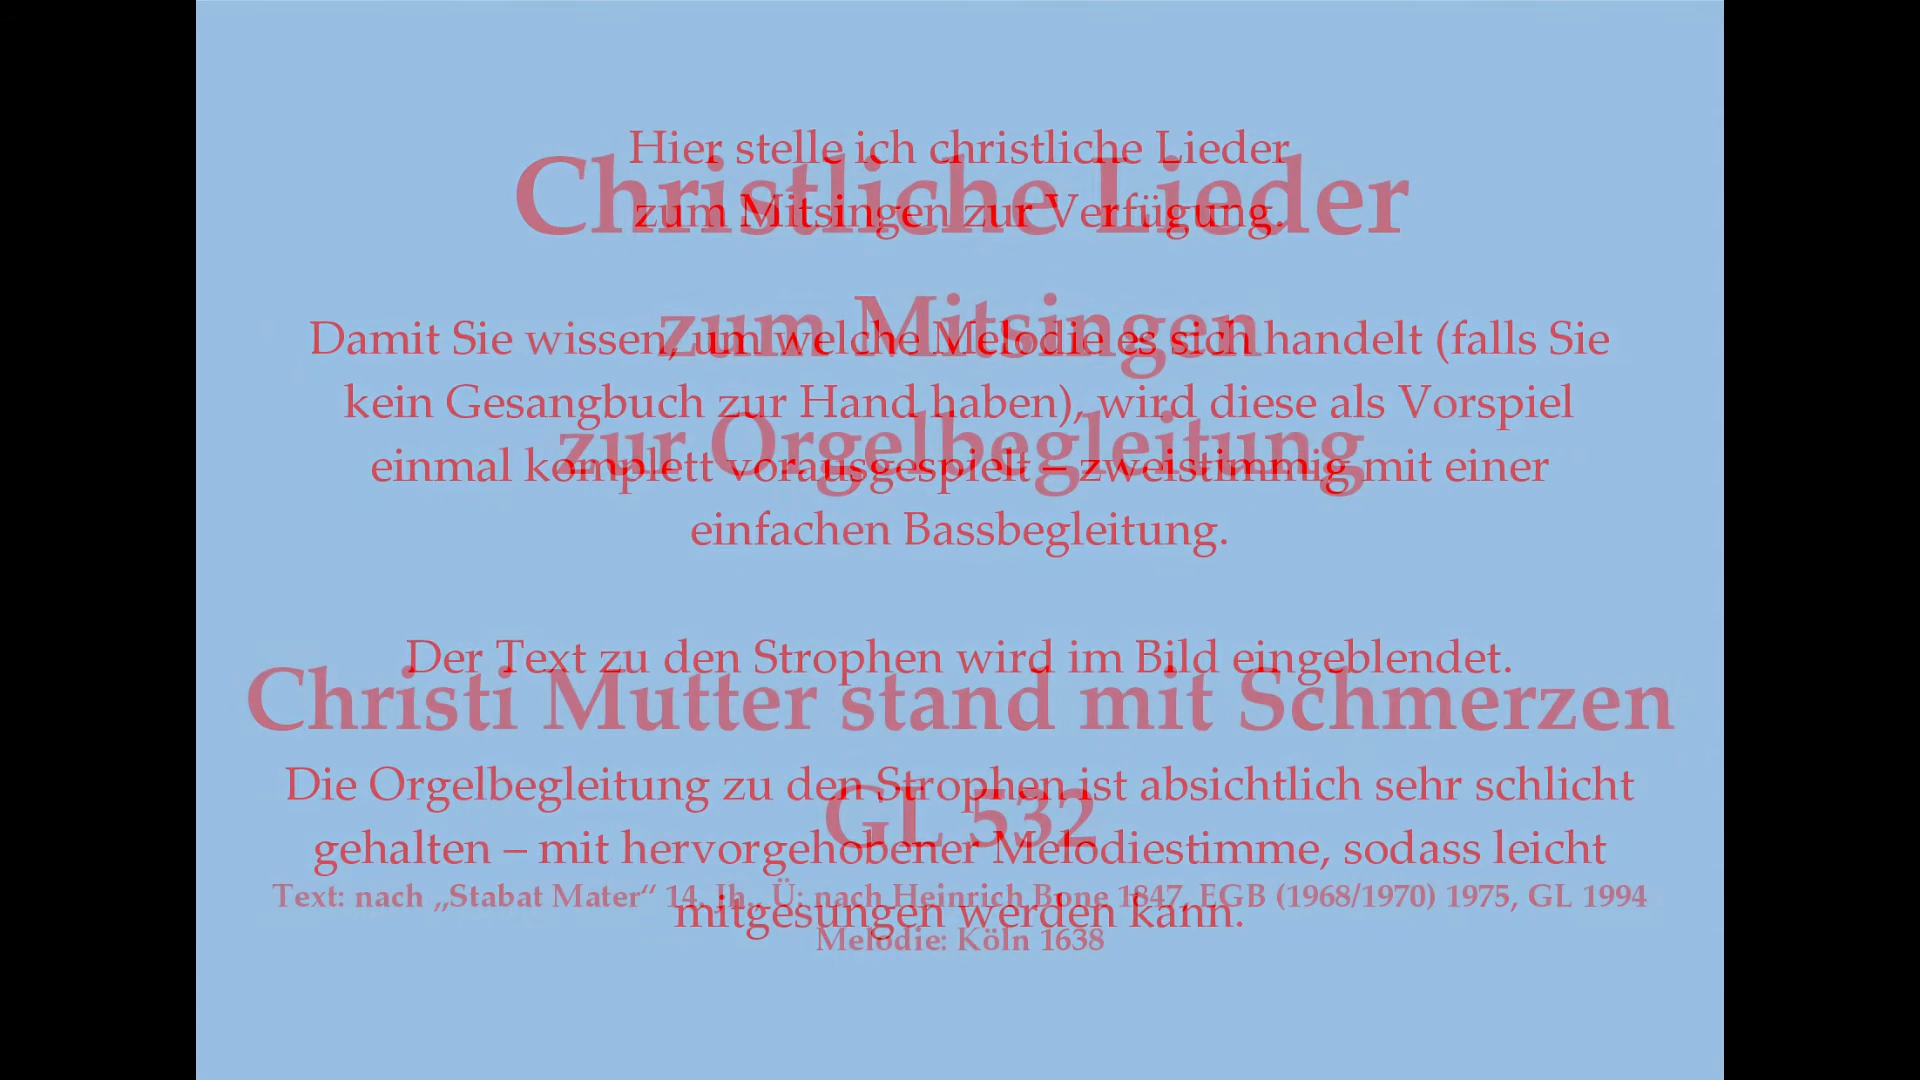 Hier stelle ich christliche Lieder
Christliche Lieder
zum Mitsingen zur Verfügung.
zum Mitsingen
Damit Sie wissen, um welche Melodie es sich handelt (falls Sie
kein Gesangbuch zur Hand haben), wird diese als Vorspiel
zur Orgelbegleitung
einmal komplett vorausgespielt – zweistimmig mit einer
einfachen Bassbegleitung.
Der Text zu den Strophen wird im Bild eingeblendet.
Christi Mutter stand mit Schmerzen
Die Orgelbegleitung zu den Strophen ist absichtlich sehr schlicht
GL 532
gehalten – mit hervorgehobener Melodiestimme, sodass leicht
Text: nach „Stabat Mater“ 14. Jh., Ü: nach Heinrich Bone 1847, EGB (1968/1970) 1975, GL 1994
mitgesungen werden kann.
Melodie: Köln 1638